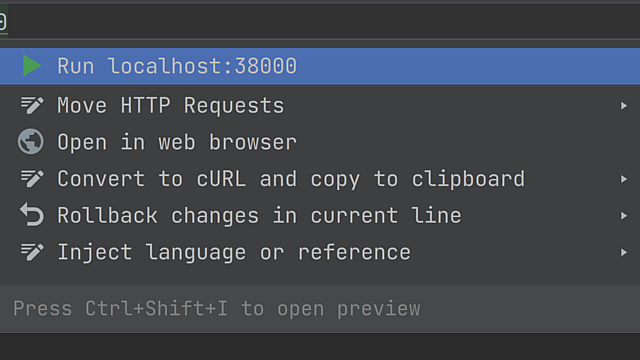 Run localhost:38000
Move HTTP Requests
Open in web browser
Convert to cURL and copy to clipboard
Rollback changes in current line
Inject language or reference
Press Ctrl+Shift+I to open preview